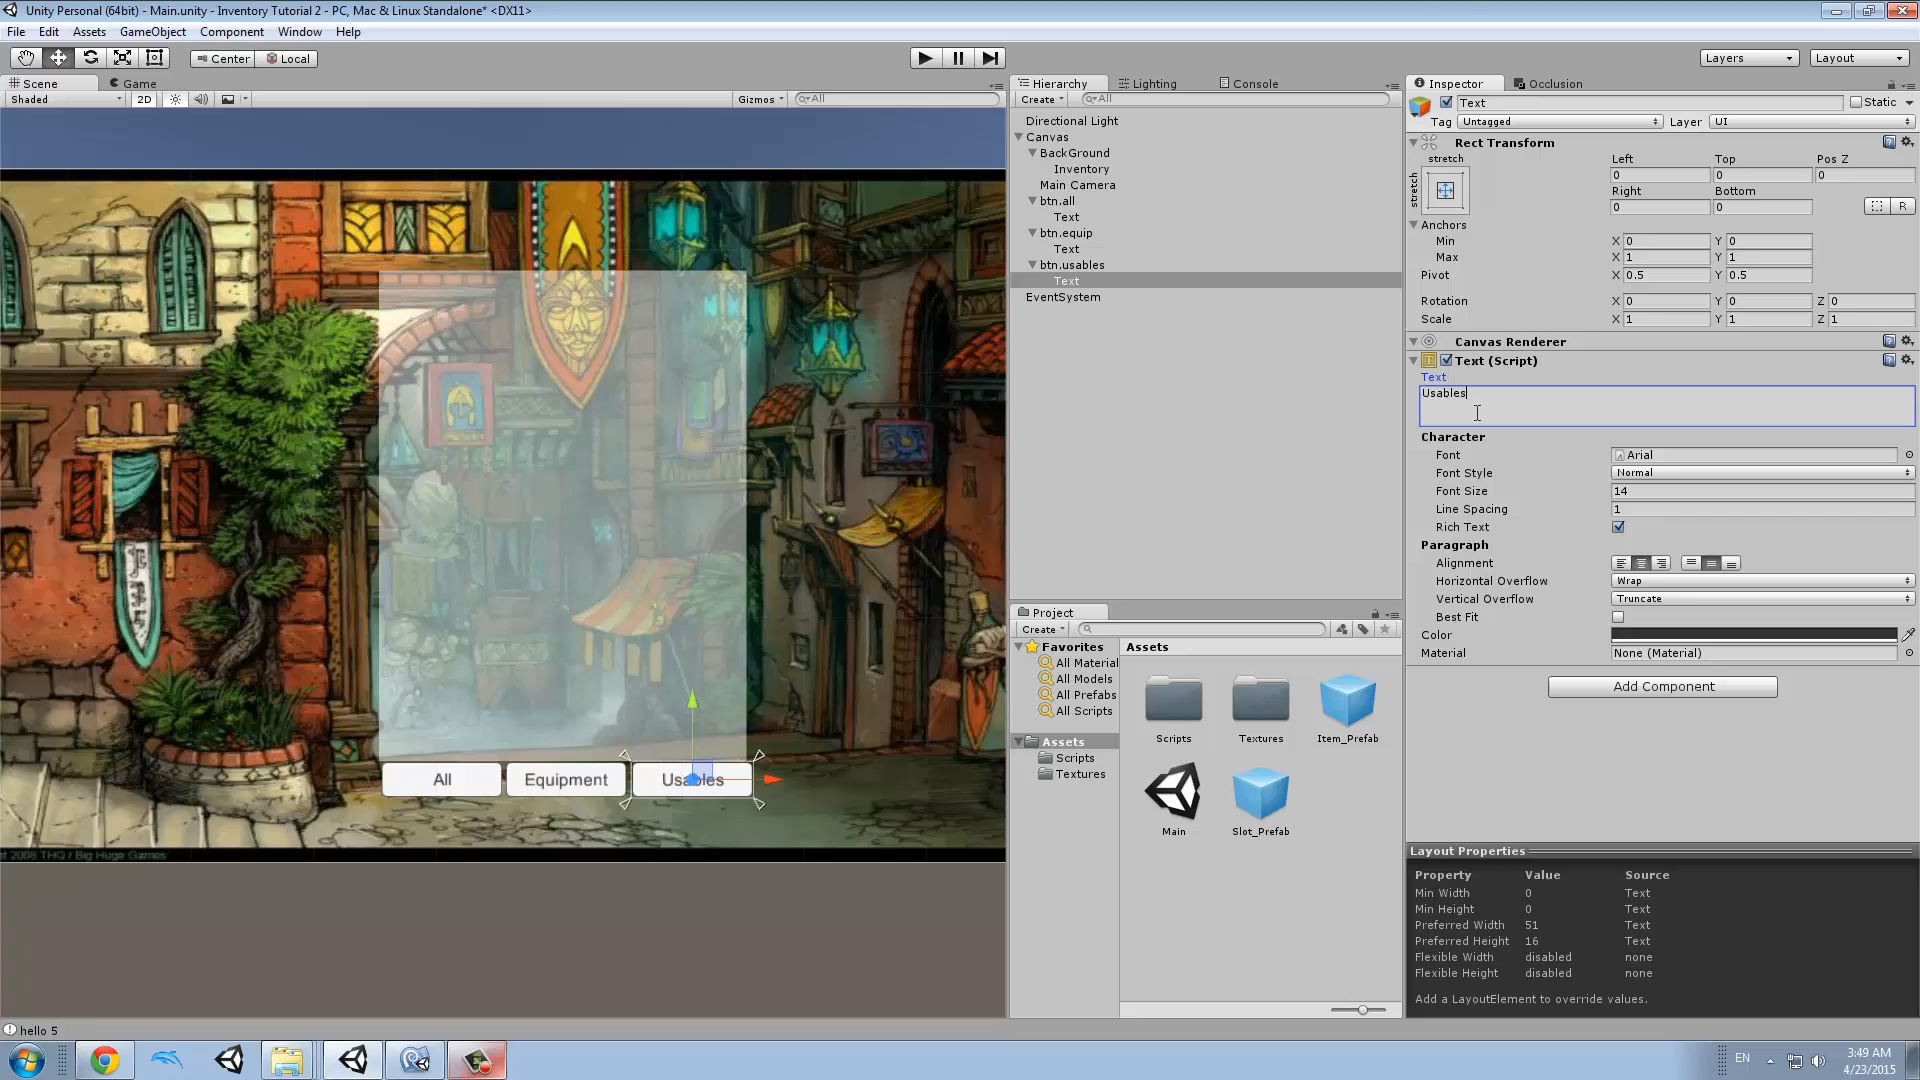 Unity Personal (64bit) - Main.unity - Inventory Tutorial 2 - PC, Mac & Linux Standalone* <DX11>
File Edit Assets GameObject Component Window Help
Center Local Layers Layout
Scene Game Hierarchy Lighting Console Inspector Occlusion
Shaded 2D Gizmos All Create All
Text Static
Tag Untagged Layer UI
Directional Light
Canvas
BackGround
Inventory
Main Camera
btn.all
Text
btn.equip
Text
btn.usables
Text
EventSystem
Rect Transform
stretch Left Top Pos Z
stretch 0 0 0
Right Bottom
0 0 R
Anchors
Min X 0 Y 0
Max X 1 Y 1
Pivot X 0.5 Y 0.5
Rotation X 0 Y 0 Z 0
Scale X 1 Y 1 Z 1
Canvas Renderer
Text (Script)
Text
Usables
Character
Font Arial
Font Style Normal
Font Size 14
Line Spacing 1
Rich Text
Paragraph
Alignment
Horizontal Overflow Wrap
Vertical Overflow Truncate
Best Fit
Color
Material None (Material)
Add Component
Project
Create
Favorites
All Material
All Models
All Prefabs
All Scripts
Assets
Scripts
Textures
Assets
Scripts Textures Item_Prefab
Main Slot_Prefab
All Equipment Usables
2008 THQ / Big Huge Games
Layout Properties
Property Value Source
Min Width 0 Text
Min Height 0 Text
Preferred Width 51 Text
Preferred Height 16 Text
Flexible Width disabled none
Flexible Height disabled none
Add a LayoutElement to override values.
hello 5
EN 3:49 AM
4/23/2015